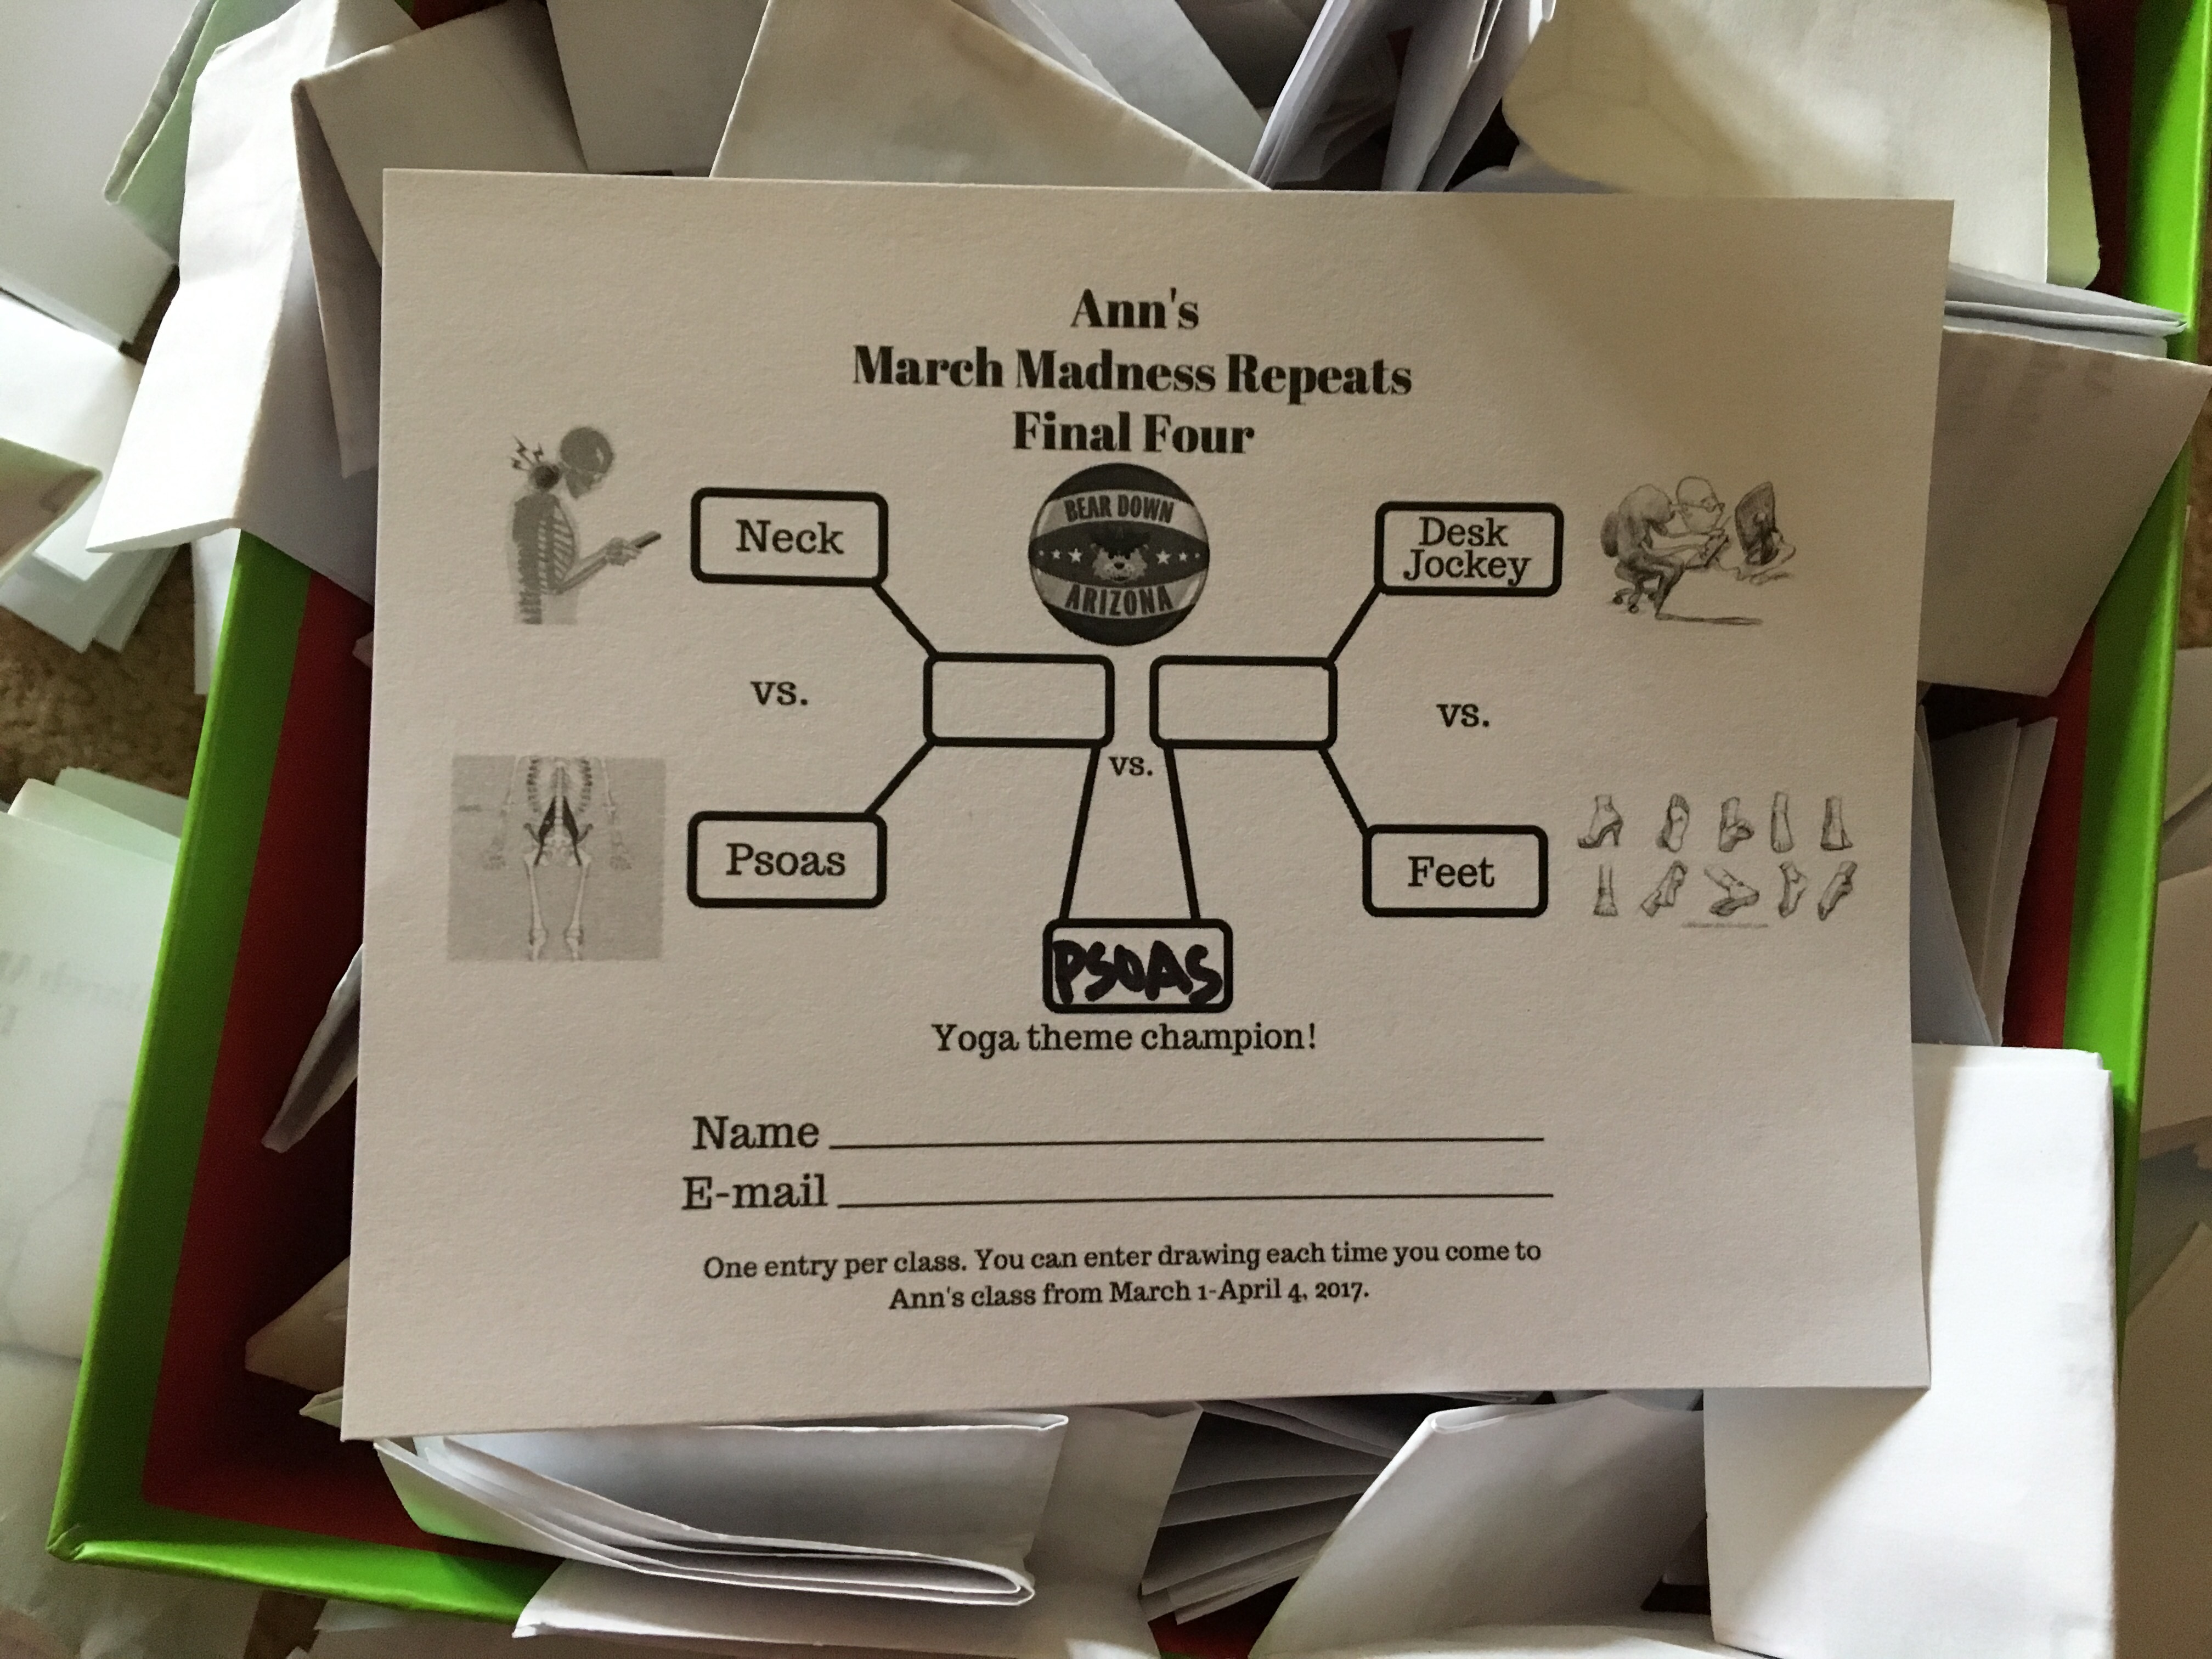 Ann's
March Madness Repeats
Final Four
BEAR DOWN
ARIZONA
Neck
vs.
Psoas
Desk
Jockey
vs.
Feet
vs.
PSOAS
Yoga theme champion!
Name
E-mail
One entry per class. You can enter drawing each time you come to
Ann's class from March 1-April 4, 2017.